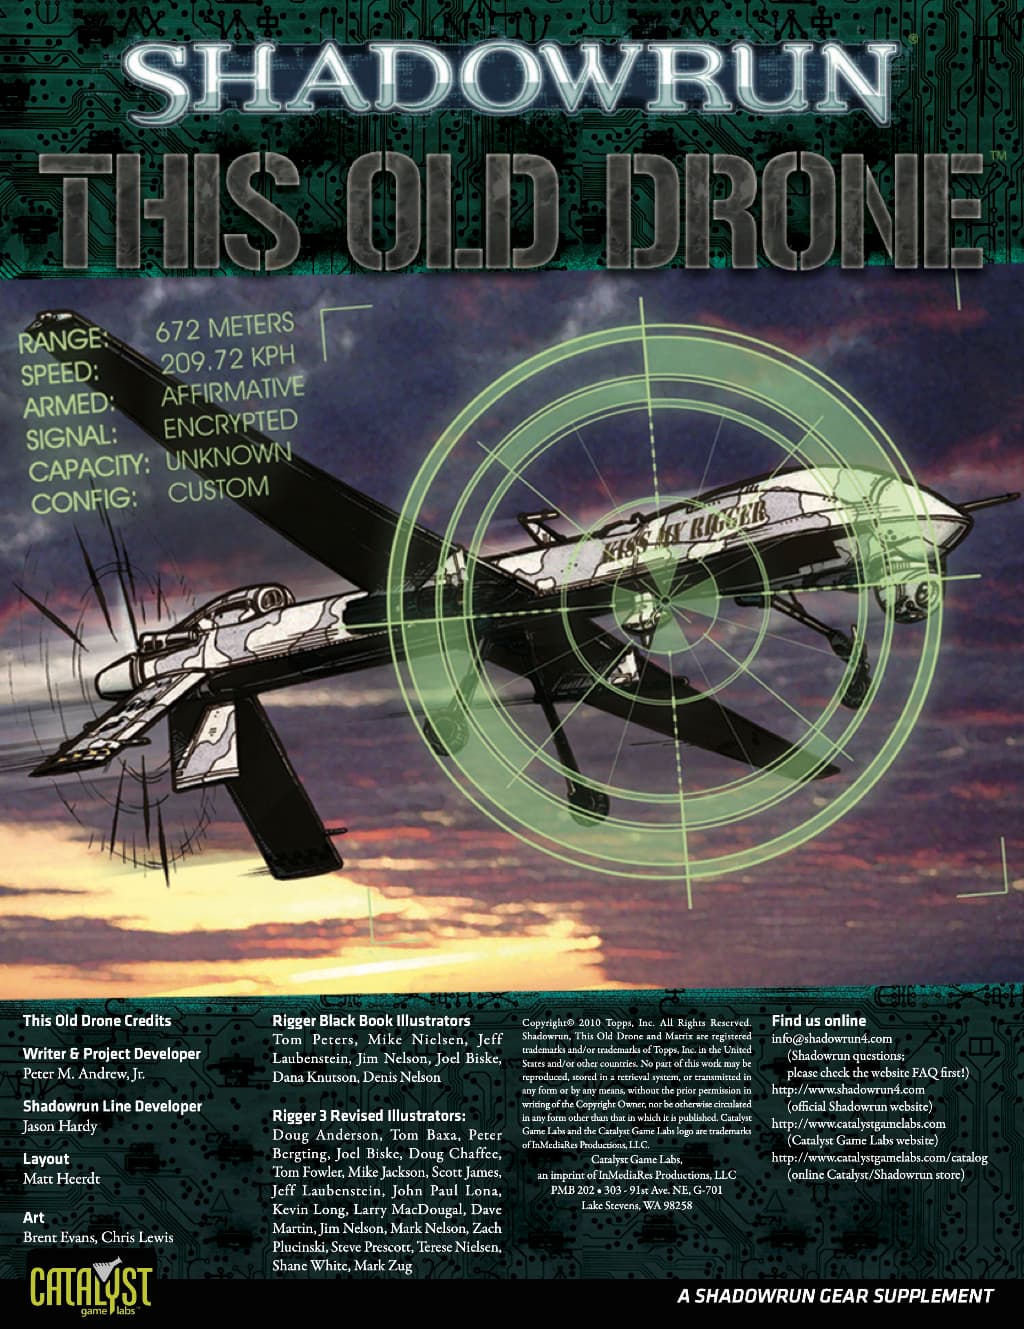 SHADOWRUN®
THIS OLD DRONE™
RANGE: 672 METERS
SPEED: 209.72 KPH
ARMED: AFFIRMATIVE
SIGNAL: ENCRYPTED
CAPACITY: UNKNOWN
CONFIG: CUSTOM
KISS MY RIGGER
This Old Drone Credits
Writer & Project Developer
Peter M. Andrew, Jr.
Shadowrun Line Developer
Jason Hardy
Layout
Matt Heerdt
Art
Brent Evans, Chris Lewis
CATALYST
game labs™
Rigger Black Book Illustrators
Tom Peters, Mike Nielsen, Jeff
Laubenstein, Jim Nelson, Joel Biske,
Dana Knutson, Denis Nelson
Rigger 3 Revised Illustrators:
Doug Anderson, Tom Baxa, Peter
Bergting, Joel Biske, Doug Chaffee,
Tom Fowler, Mike Jackson, Scott James,
Jeff Laubenstein, John Paul Lona,
Kevin Long, Larry MacDougal, Dave
Martin, Jim Nelson, Mark Nelson, Zach
Plucinski, Steve Prescott, Terese Nielsen,
Shane White, Mark Zug
Copyright© 2010 Topps, Inc. All Rights Reserved.
Shadowrun, This Old Drone and Matrix are registered
trademarks and/or trademarks of Topps, Inc. in the United
States and/or other countries. No part of this work may be
reproduced, stored in a retrieval system, or transmitted in
any form or by any means, without the prior permission in
writing of the Copyright Owner, nor be otherwise circulated
in any form other than that in which it is published. Catalyst
Game Labs and the Catalyst Game Labs logo are trademarks
of InMediaRes Productions, LLC.
Catalyst Game Labs,
an imprint of InMediaRes Productions, LLC
PMB 202 • 303 - 91st Ave. NE, G-701
Lake Stevens, WA 98258
Find us online
info@shadowrun4.com
(Shadowrun questions;
please check the website FAQ first!)
http://www.shadowrun4.com
(official Shadowrun website)
http://www.catalystgamelabs.com
(Catalyst Game Labs website)
http://www.catalystgamelabs.com/catalog
(online Catalyst/Shadowrun store)
A SHADOWRUN GEAR SUPPLEMENT